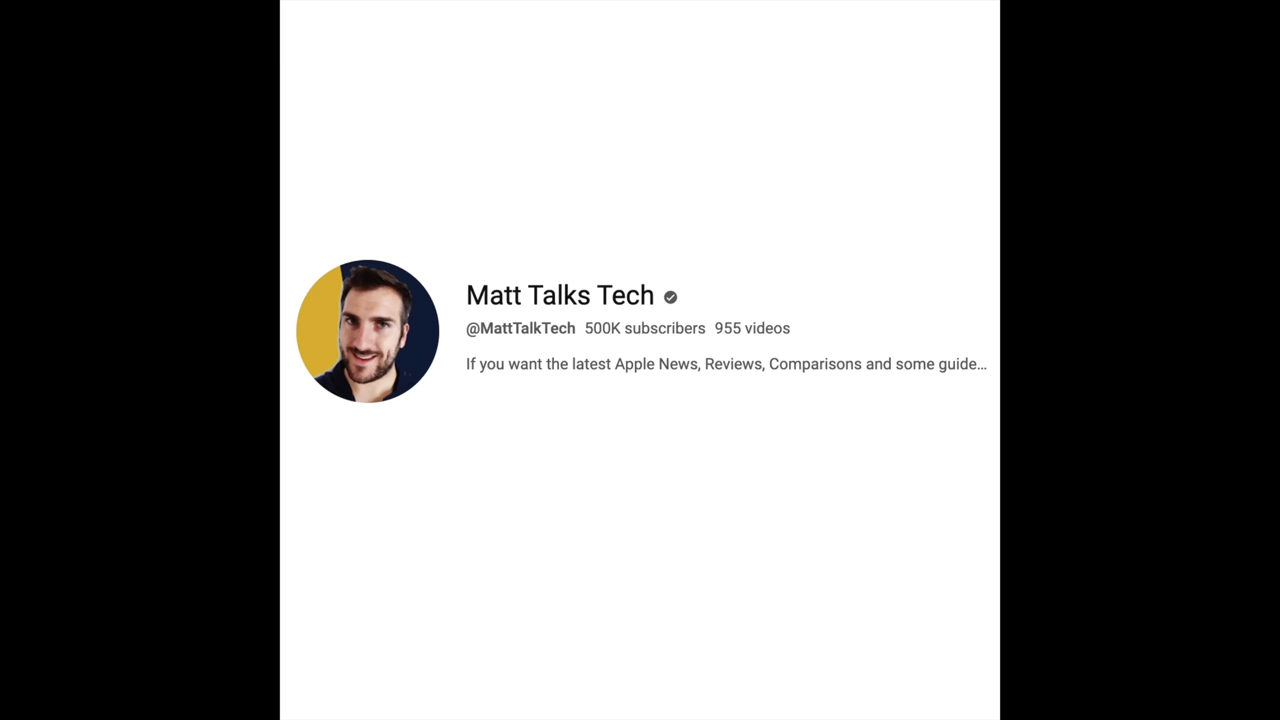 Matt Talks Tech
@MattTalkTech 500K subscribers 955 videos
If you want the latest Apple News, Reviews, Comparisons and some guide...